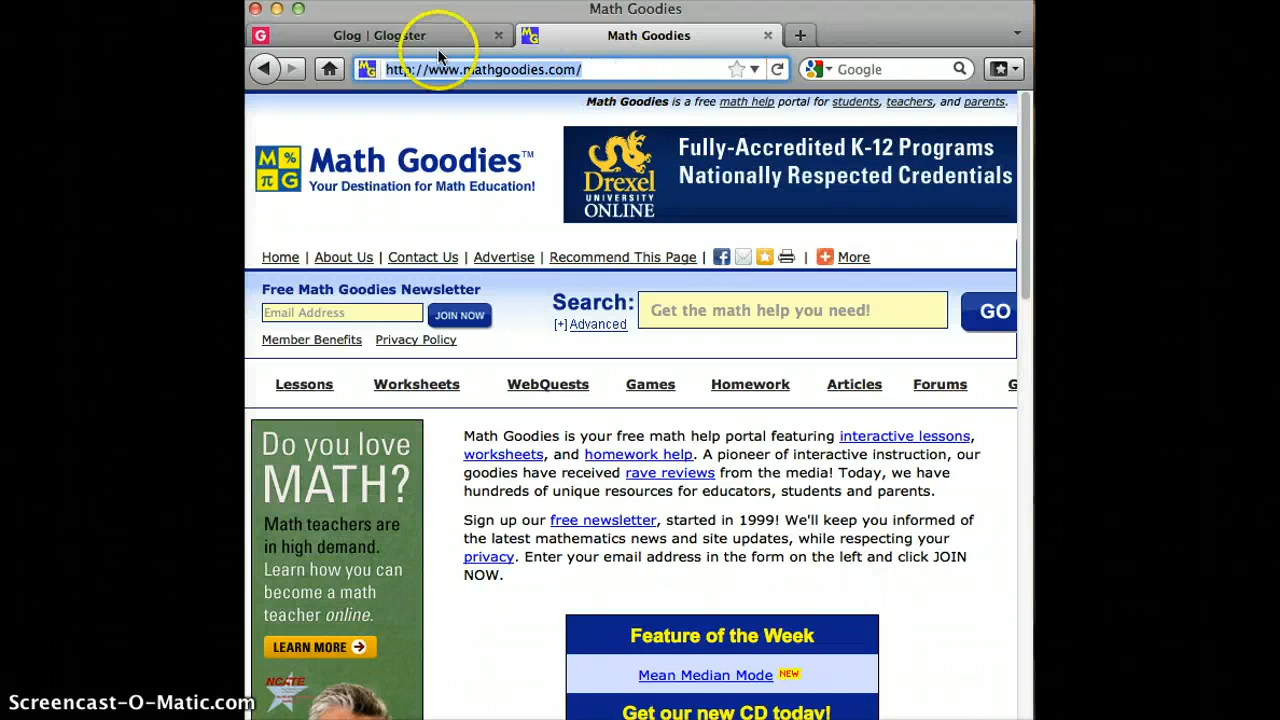 Math Goodies
Glog | Glogster
Math Goodies
http://www.mathgoodies.com/
Google
Math Goodies is a free math help portal for students, teachers, and parents.
M %
π G
Math Goodies™
Your Destination for Math Education!
Drexel
UNIVERSITY
ONLINE
Fully-Accredited K-12 Programs
Nationally Respected Credentials
Home | About Us | Contact Us | Advertise | Recommend This Page | | More
Free Math Goodies Newsletter
Email Address
JOIN NOW
Member Benefits Privacy Policy
Search:
[+] Advanced
Get the math help you need!
GO
Lessons Worksheets WebQuests Games Homework Articles Forums G
Do you love
MATH?
Math teachers are
in high demand.
Learn how you can
become a math
teacher online.
LEARN MORE
NCATE
Math Goodies is your free math help portal featuring interactive lessons,
worksheets, and homework help. A pioneer of interactive instruction, our
goodies have received rave reviews from the media! Today, we have
hundreds of unique resources for educators, students and parents.
Sign up our free newsletter, started in 1999! We'll keep you informed of
the latest mathematics news and site updates, while respecting your
privacy. Enter your email address in the form on the left and click JOIN
NOW.
Feature of the Week
Mean Median Mode NEW
Get our new CD today!
Screencast-O-Matic.com